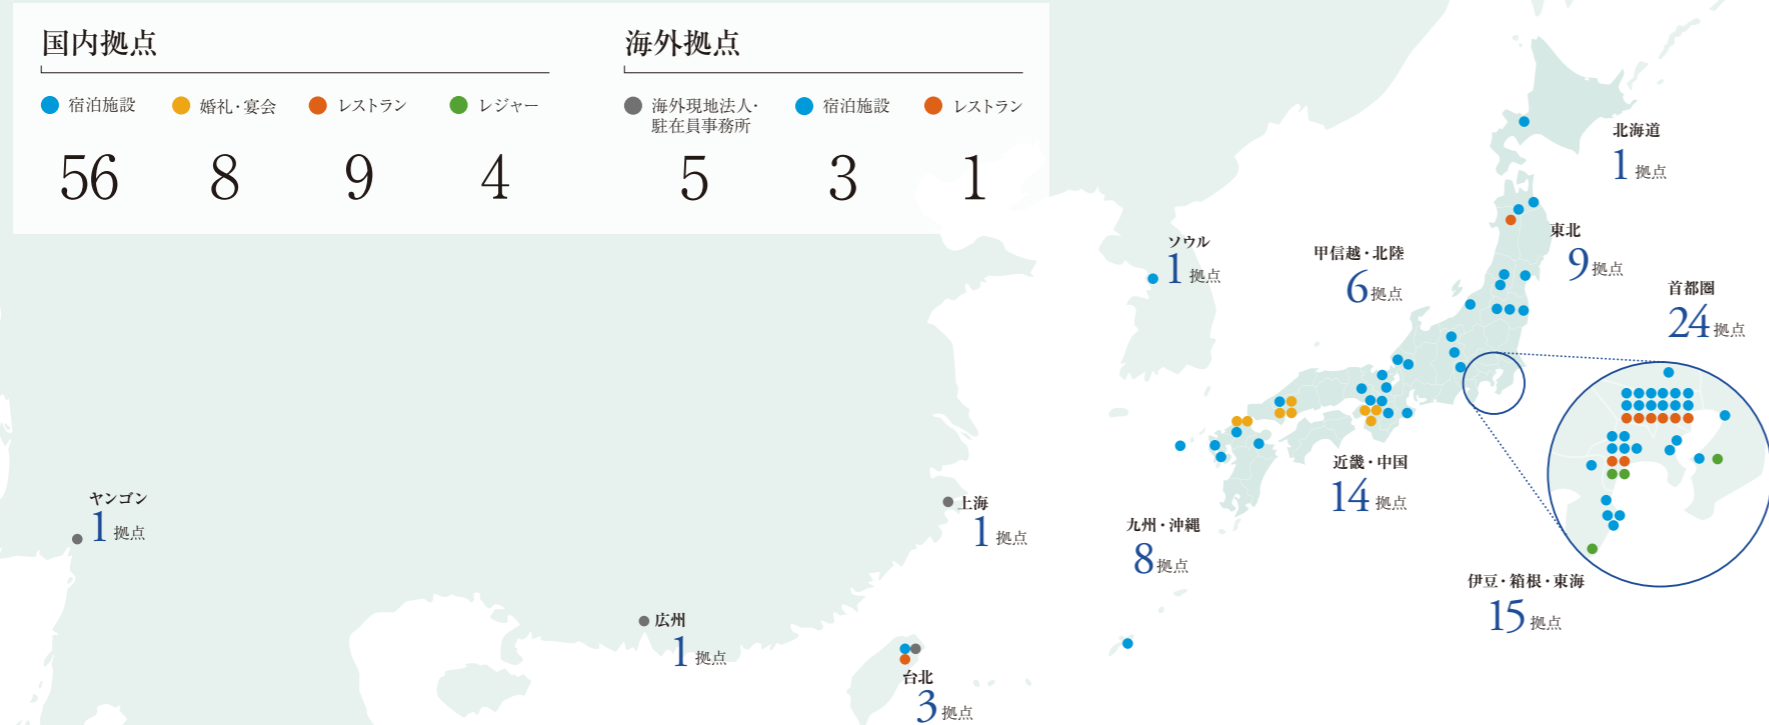 国内拠点
宿泊施設
56
婚礼・宴会
8
レストラン
9
レジャー
4
海外拠点
海外現地法人・
駐在員事務所
5
宿泊施設
3
レストラン
1
北海道
1拠点
東北
9拠点
ソウル
1拠点
甲信越・北陸
6拠点
首都圏
24拠点
近畿・中国
14拠点
ヤンゴン
1拠点
上海
1拠点
九州・沖縄
8拠点
伊豆・箱根・東海
15拠点
広州
1拠点
台北
3拠点